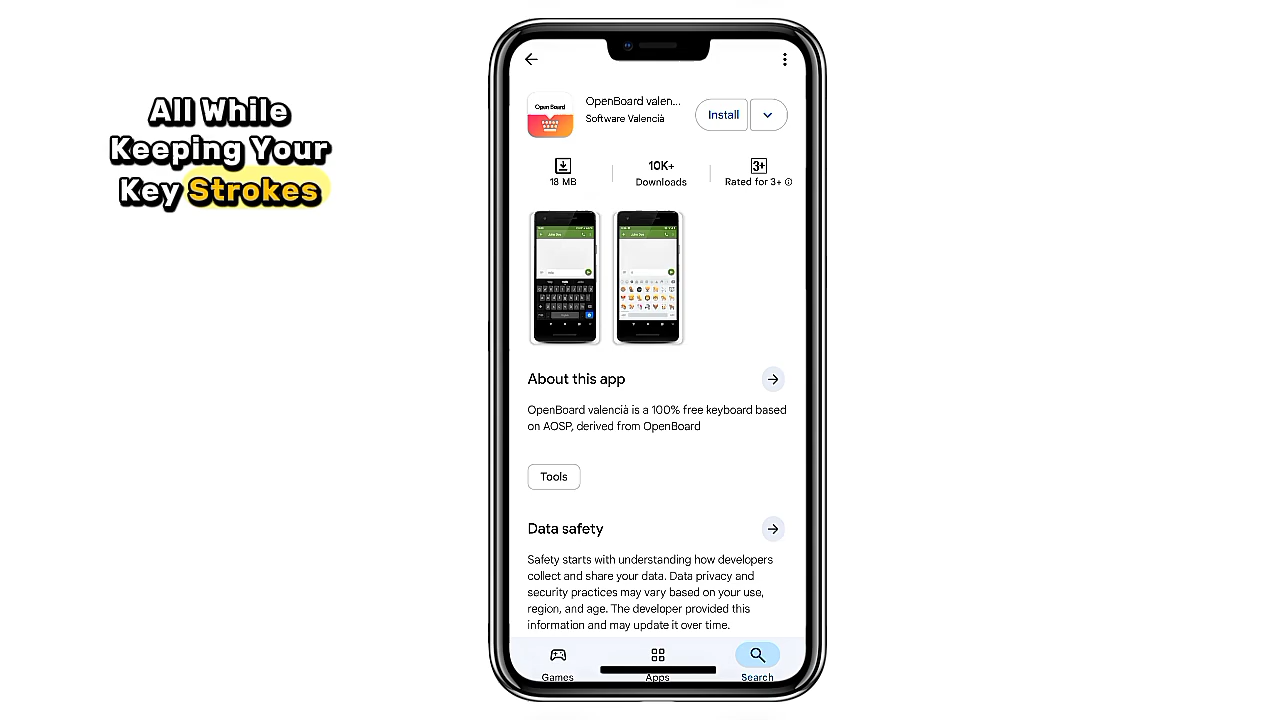 All While
Keeping Your
Key Strokes
Open Board
OpenBoard valen...
Software Valencià
Install
18 MB
10K+
Downloads
3+
Rated for 3+
About this app
OpenBoard valencià is a 100% free keyboard based
on AOSP, derived from OpenBoard
Tools
Data safety
Safety starts with understanding how developers
collect and share your data. Data privacy and
security practices may vary based on your use,
region, and age. The developer provided this
information and may update it over time.
Games
Apps
Search